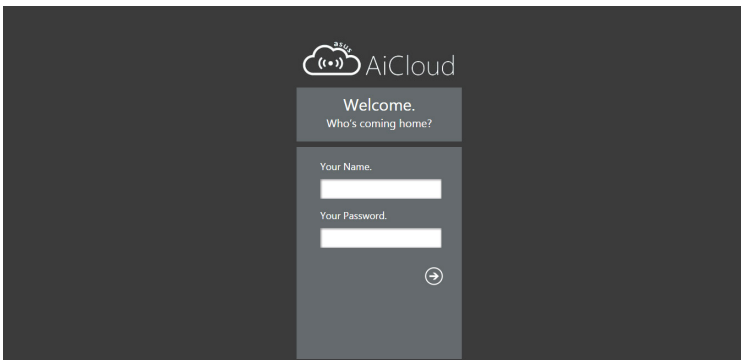 asus
AiCloud
Welcome.
Who's coming home?
Your Name.
Your Password.